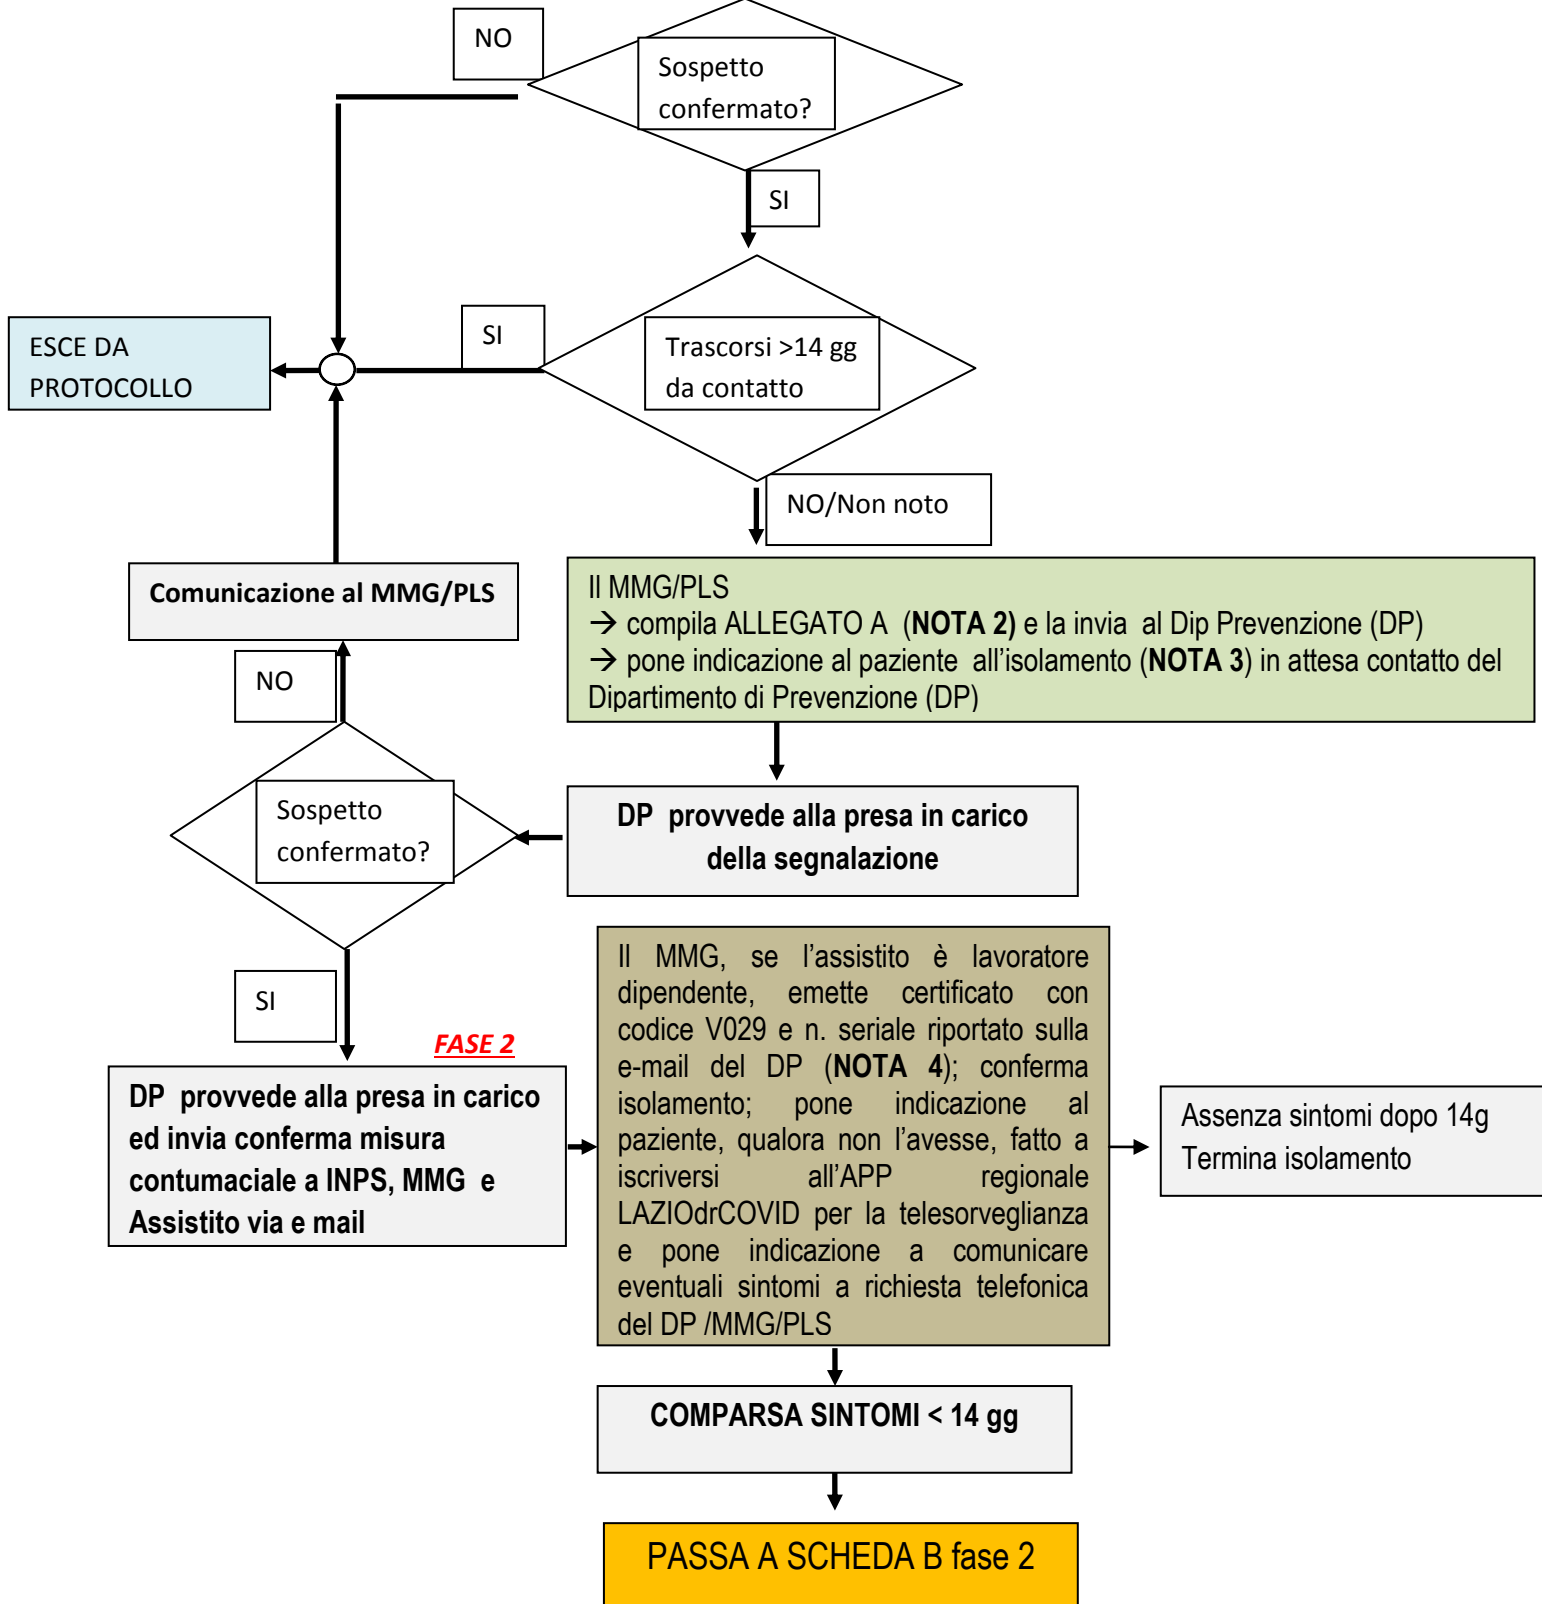 NO
Sospetto
confermato?
SI
ESCE DA
PROTOCOLLO
SI
Trascorsi >14 gg
da contatto
NO/Non noto
Comunicazione al MMG/PLS
Il MMG/PLS
→ compila ALLEGATO A (NOTA 2) e la invia al Dip Prevenzione (DP)
→ pone indicazione al paziente all’isolamento (NOTA 3) in attesa contatto del
Dipartimento di Prevenzione (DP)
NO
Sospetto
confermato?
DP provvede alla presa in carico
della segnalazione
SI
FASE 2
DP provvede alla presa in carico
ed invia conferma misura
contumaciale a INPS, MMG e
Assistito via e mail
Il MMG, se l’assistito è lavoratore
dipendente, emette certificato con
codice V029 e n. seriale riportato sulla
e-mail del DP (NOTA 4); conferma
isolamento; pone indicazione al
paziente, qualora non l’avesse, fatto a
iscriversi all’APP regionale
LAZIOdrCOVID per la telesorveglianza
e pone indicazione a comunicare
eventuali sintomi a richiesta telefonica
del DP /MMG/PLS
Assenza sintomi dopo 14g
Termina isolamento
COMPARSA SINTOMI < 14 gg
PASSA A SCHEDA B fase 2